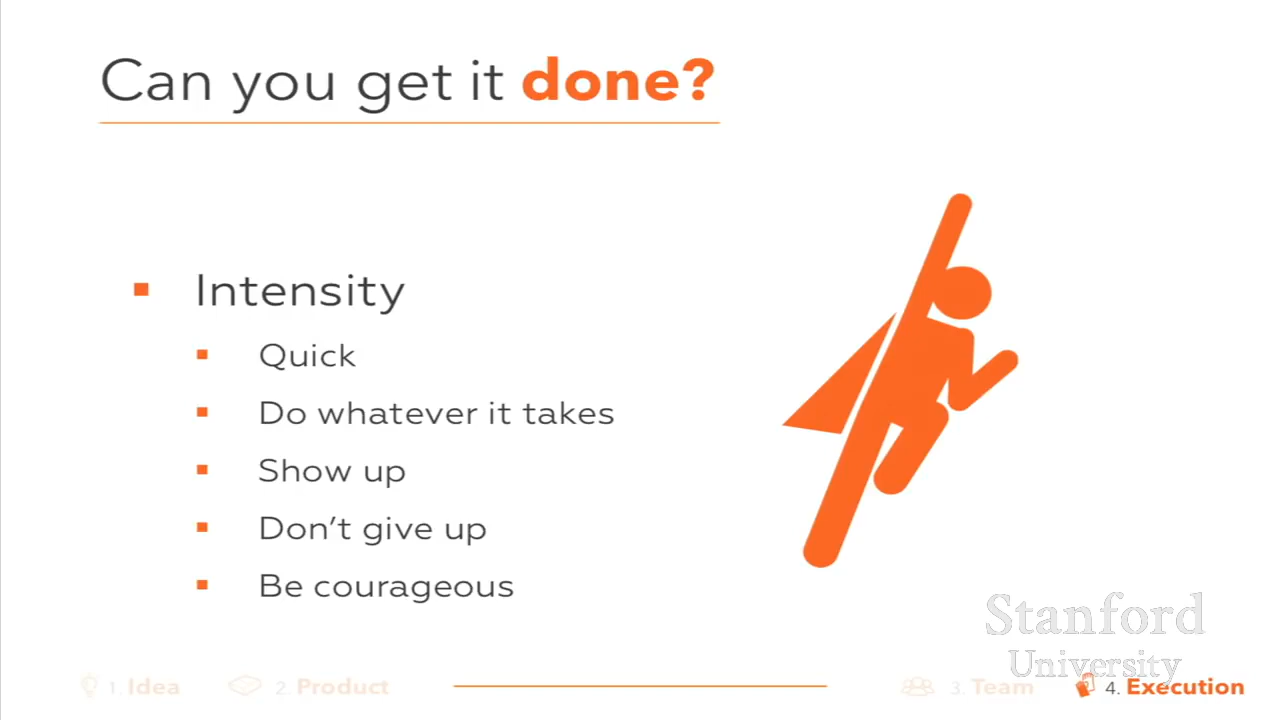 Can you get it done?
Intensity
Quick
Do whatever it takes
Show up
Don't give up
Be courageous
Stanford
University
1. Idea
2. Product
3. Team
4. Execution